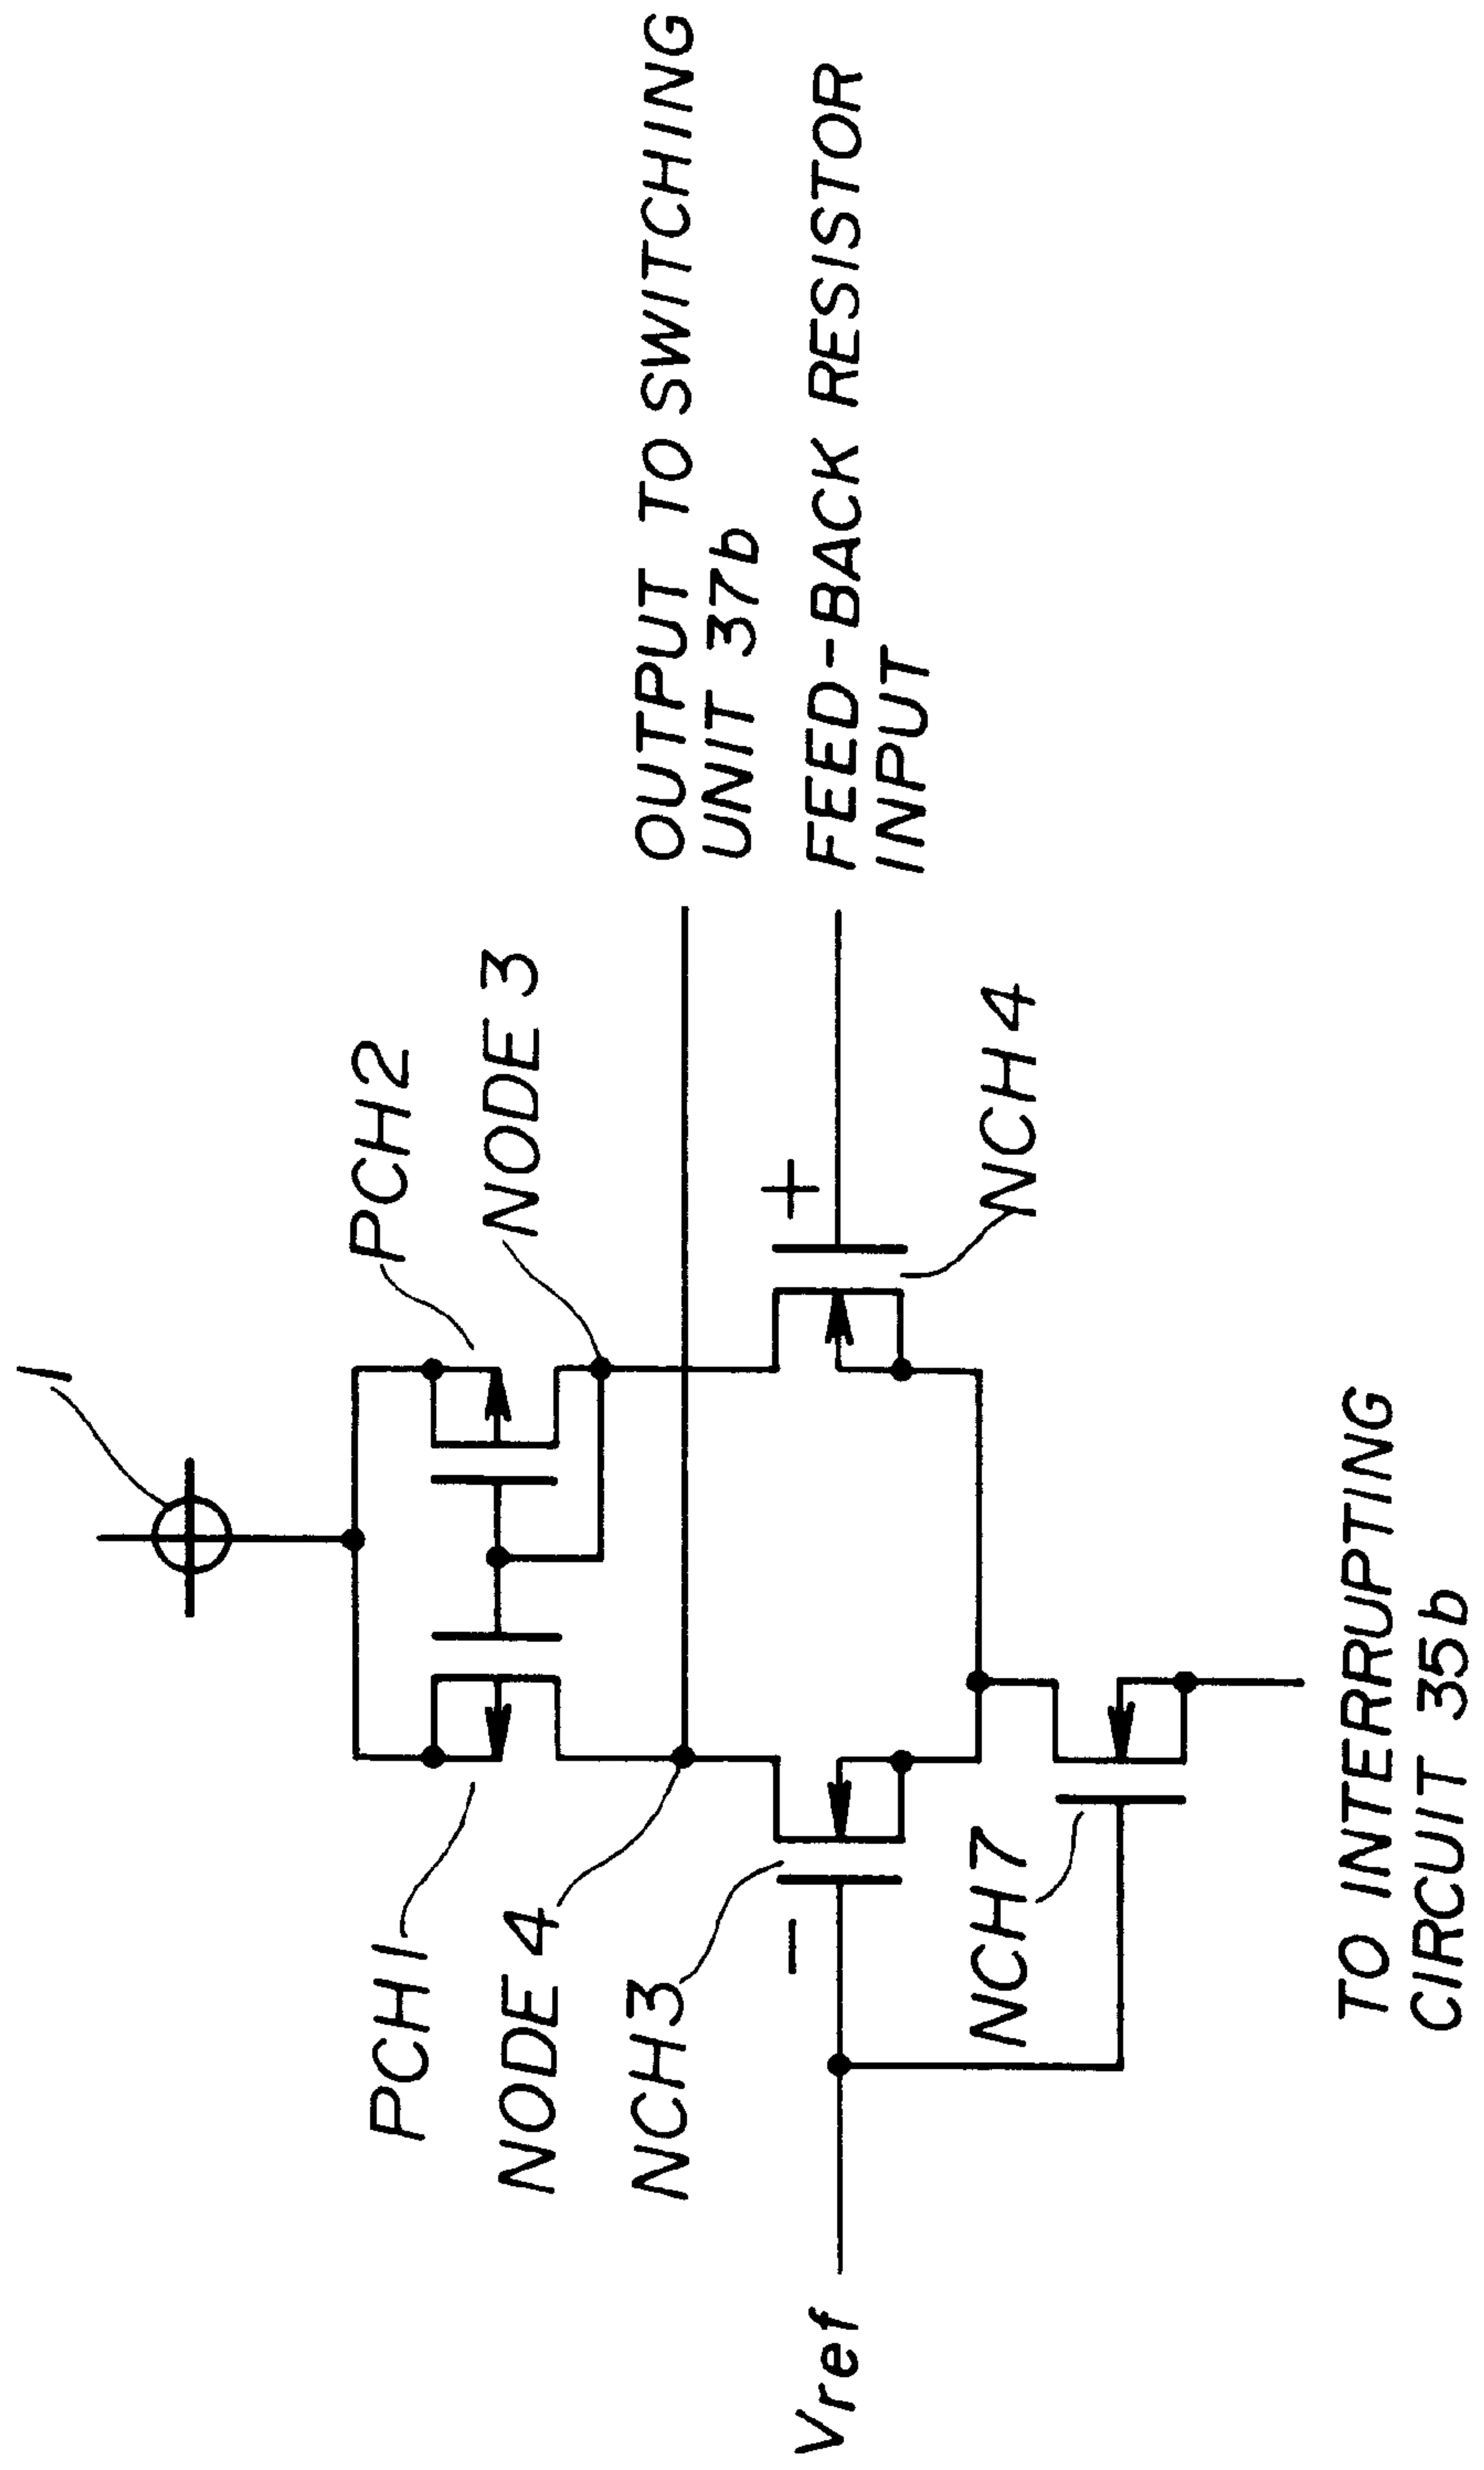 1
PCH1
PCH2
NODE 4
NODE 3
NCH3
OUTPUT TO SWITCHING
UNIT 37b
−
+
FEED-BACK RESISTOR
INPUT
Vref
NCH7
NCH4
TO INTERRUPTING
CIRCUIT 35b